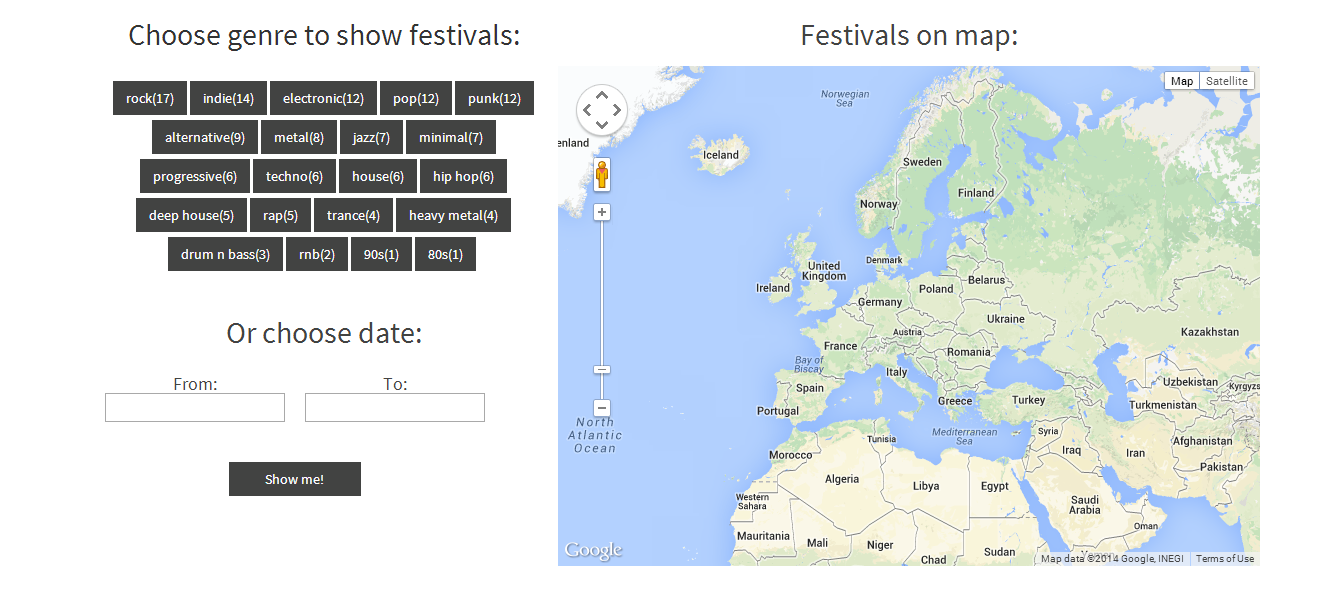 Choose genre to show festivals:
rock(17) indie(14) electronic(12) pop(12) punk(12)
alternative(9) metal(8) jazz(7) minimal(7)
progressive(6) techno(6) house(6) hip hop(6)
deep house(5) rap(5) trance(4) heavy metal(4)
drum n bass(3) rnb(2) 90s(1) 80s(1)
Or choose date:
From: To:
Show me!
Festivals on map:
Map Satellite
Norwegian
Sea
enland
Iceland
Sweden
Finland
Norway
Denmark
United
Kingdom
Ireland
Belarus
Poland
Germany
Ukraine
Austria
Kazakhstan
France
Romania
Bay of
Biscay
Italy
Spain
Uzbekistan
Kyrgyzs
Greece
Turkey
Turkmenistan
Portugal
North
Atlantic
Ocean
Tunisia
Mediterranean
Sea
Syria
Afghanistan
Morocco
Iraq
Iran
Pakistan
Algeria
Libya
Egypt
Western
Sahara
Saudi
Arabia
Oman
Mauritania
Mali
Niger
Sudan
Chad
Google
Map data ©2014 Google, INEGI Terms of Use